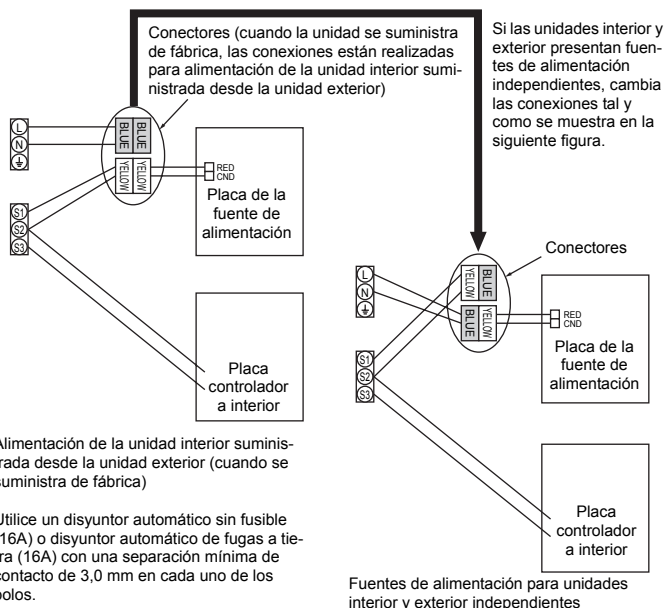 Conectores (cuando la unidad se suministra
de fábrica, las conexiones están realizadas
para alimentación de la unidad interior sumi-
nistrada desde la unidad exterior)
Si las unidades interior y
exterior presentan fuen-
tes de alimentación
independientes, cambia
las conexiones tal y
como se muestra en la
siguiente figura.
L
N
BLUE
BLUE
YELLOW
YELLOW
RED
CND
Placa de la
fuente de
alimentación
S1
S2
S3
Placa
controlador
a interior
Alimentación de la unidad interior suminis-
trada desde la unidad exterior (cuando se
suministra de fábrica)
Utilice un disyuntor automático sin fusible
(16A) o disyuntor automático de fugas a tie-
rra (16A) con una separación mínima de
contacto de 3,0 mm en cada uno de los
polos.
Conectores
L
N
YELLOW
BLUE
BLUE
YELLOW
RED
CND
Placa de la
fuente de
alimentación
S1
S2
S3
Placa
controlador
a interior
Fuentes de alimentación para unidades
interior y exterior independientes